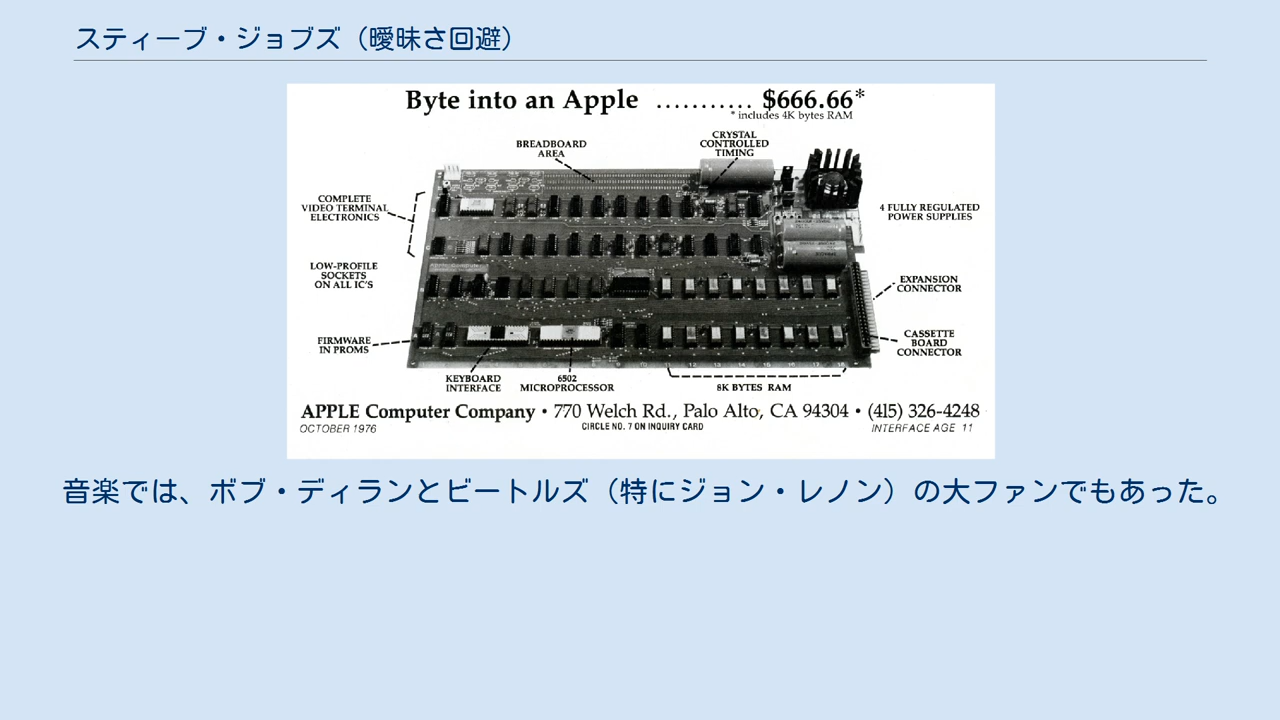 スティーブ・ジョブズ（曖昧さ回避）
Byte into an Apple ........... $666.66*
* includes 4K bytes RAM
BREADBOARD
AREA
CRYSTAL
CONTROLLED
TIMING
COMPLETE
VIDEO TERMINAL
ELECTRONICS
4 FULLY REGULATED
POWER SUPPLIES
LOW-PROFILE
SOCKETS
ON ALL IC'S
EXPANSION
CONNECTOR
FIRMWARE
IN PROMS
CASSETTE
BOARD
CONNECTOR
KEYBOARD
INTERFACE
6502
MICROPROCESSOR
8K BYTES RAM
APPLE Computer Company • 770 Welch Rd., Palo Alto, CA 94304 • (415) 326-4248
OCTOBER 1976
CIRCLE NO. 7 ON INQUIRY CARD
INTERFACE AGE 11
音楽では、ボブ・ディランとビートルズ（特にジョン・レノン）の大ファンでもあった。